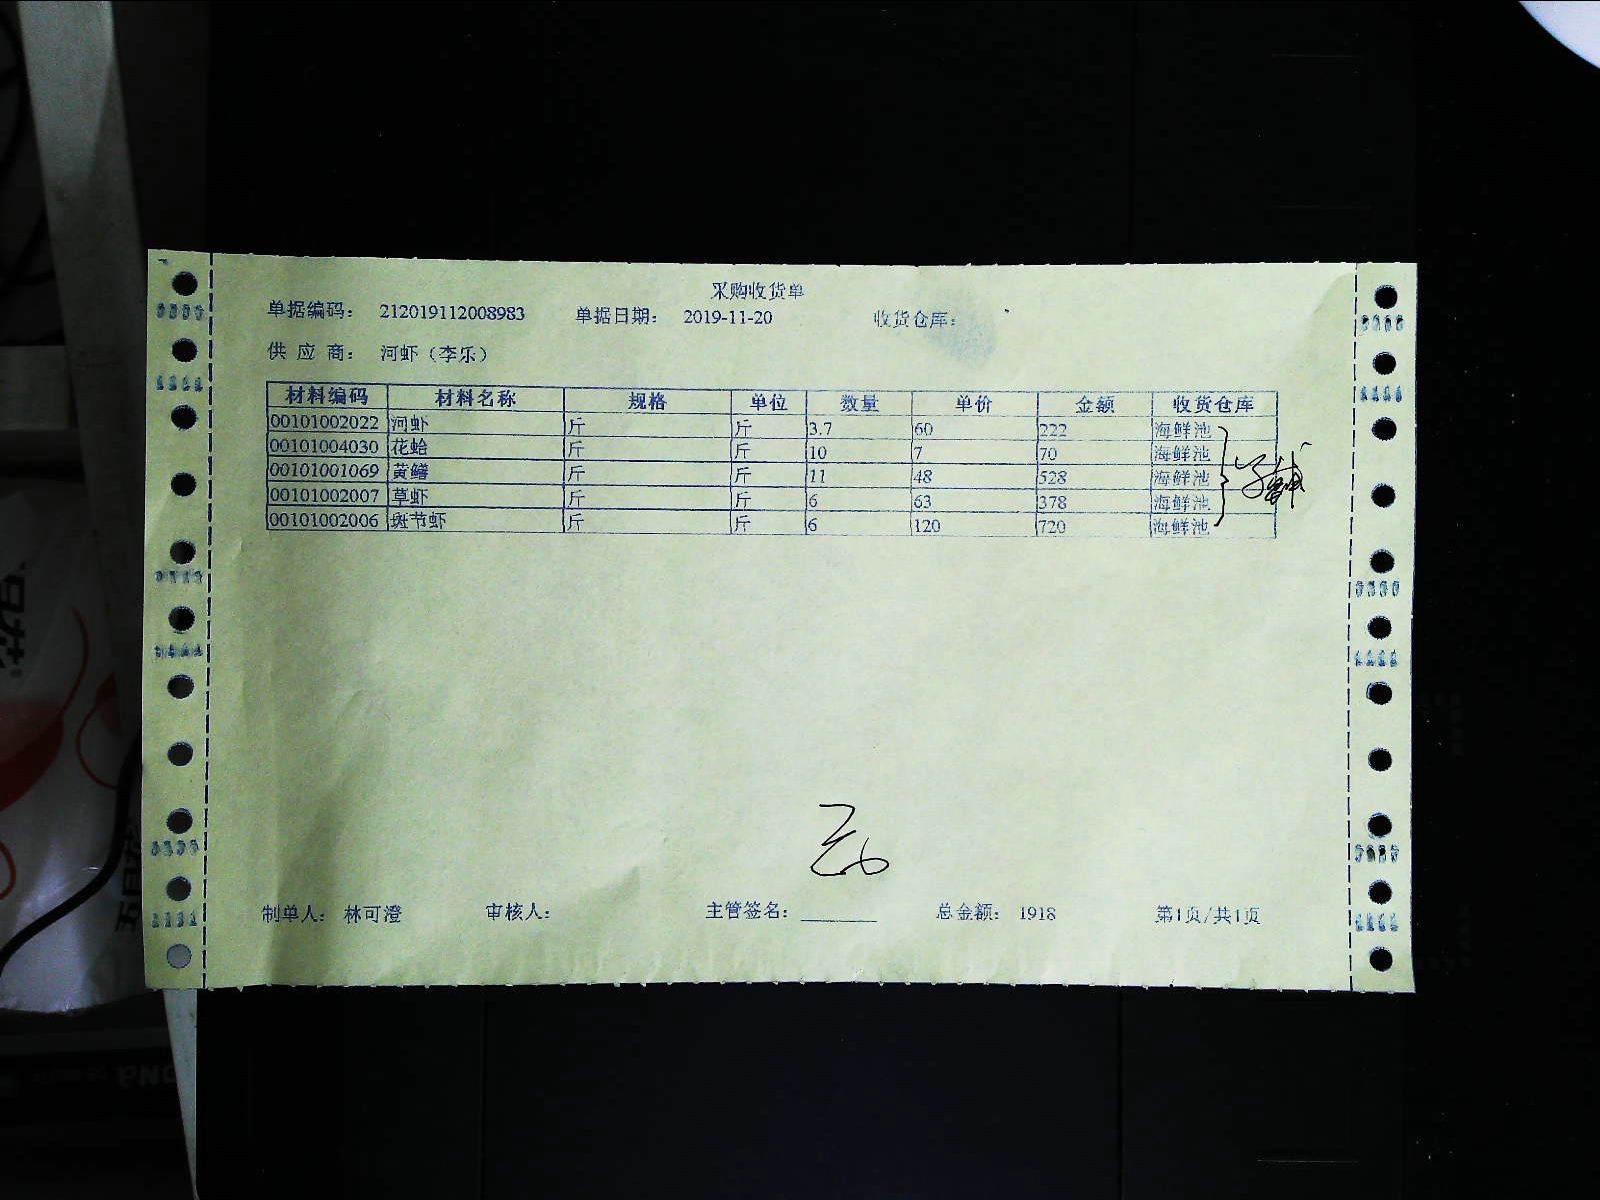 采购收货单
单据编码： 212019112008983 单据日期： 2019-11-20 收货仓库：
供 应 商： 河虾（李乐）
材料编码 材料名称 规格 单位 数量 单价 金额 收货仓库
00101002022 河虾 斤 斤 3.7 60 222 海鲜池
00101004030 花蛤 斤 斤 10 7 70 海鲜池
00101001069 黄鳝 斤 斤 11 48 528 海鲜池
00101002007 草虾 斤 斤 6 63 378 海鲜池
00101002006 斑节虾 斤 斤 6 120 720 海鲜池
制单人： 林可澄 审核人： 主管签名： 总金额： 1918 第1页/共1页